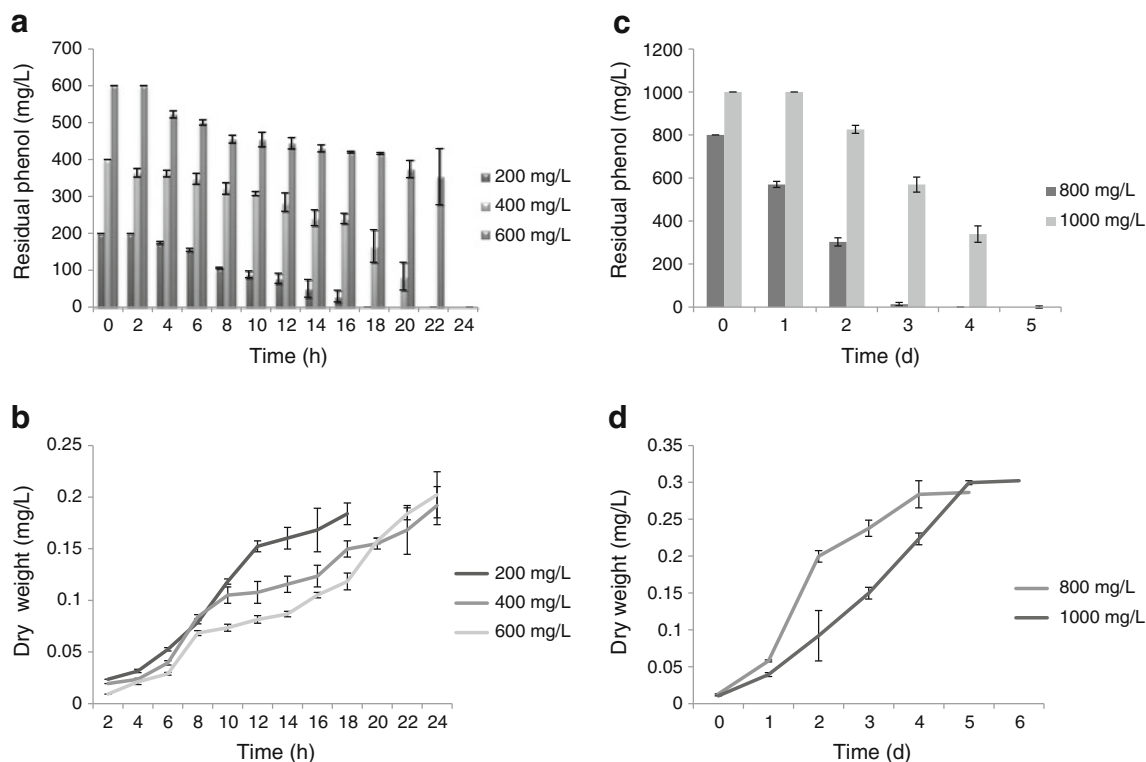 a
Residual phenol (mg/L)
700
600
500
400
300
200
100
0
0 2 4 6 8 10 12 14 16 18 20 22 24
Time (h)
200 mg/L
400 mg/L
600 mg/L
c
Residual phenol (mg/L)
1200
1000
800
600
400
200
0
0 1 2 3 4 5
Time (d)
800 mg/L
1000 mg/L
b
Dry weight (mg/L)
0.25
0.2
0.15
0.1
0.05
0
2 4 6 8 10 12 14 16 18 20 22 24
Time (h)
200 mg/L
400 mg/L
600 mg/L
d
Dry weight (mg/L)
0.35
0.3
0.25
0.2
0.15
0.1
0.05
0
0 1 2 3 4 5 6
Time (d)
800 mg/L
1000 mg/L